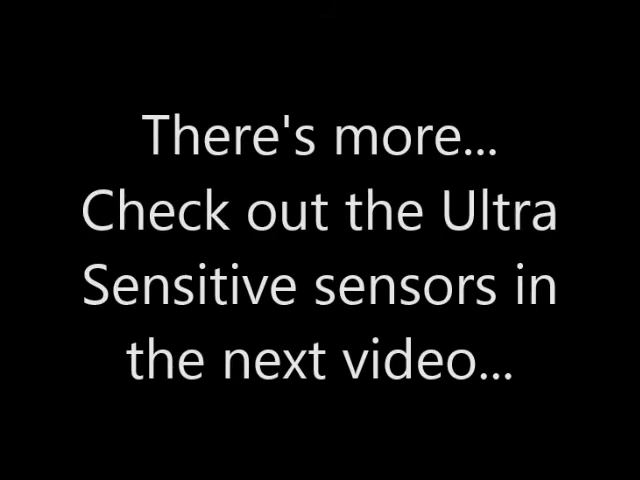 There's more...
Check out the Ultra
Sensitive sensors in
the next video...